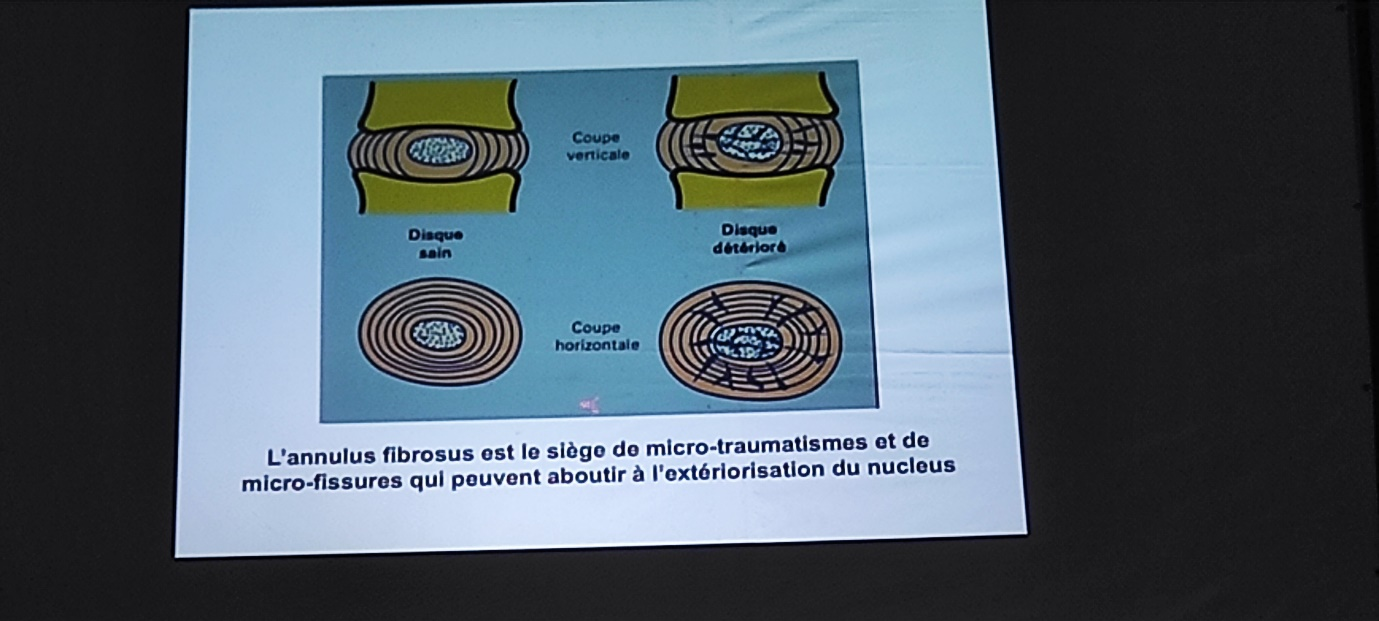 Coupe
verticale
Disque
sain
Disque
détérioré
Coupe
horizontale
L'annulus fibrosus est le siège de micro-traumatismes et de
micro-fissures qui peuvent aboutir à l'extériorisation du nucleus